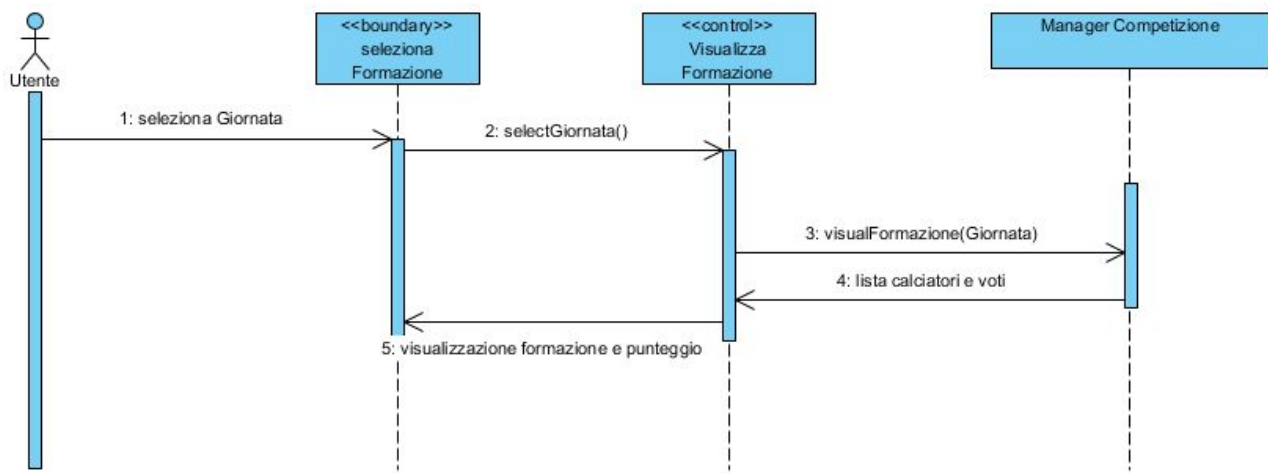 Utente
<<boundary>>
seleziona
Formazione
<<control>>
Visualizza
Formazione
Manager Competizione
1: seleziona Giornata
2: selectGiornata()
3: visualFormazione(Giornata)
4: lista calciatori e voti
5: visualizzazione formazione e punteggio